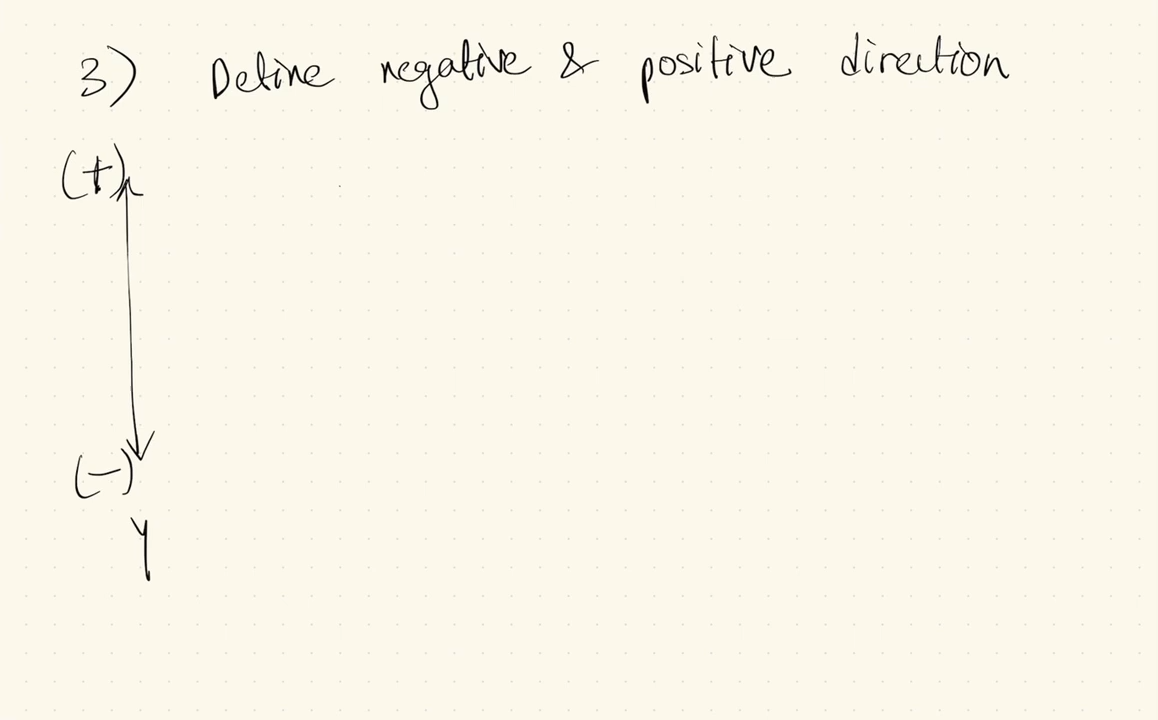 3) Define negative & positive direction
(+)
(-)
Y